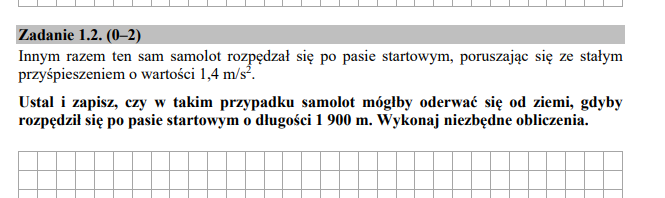 Zadanie 1.2. (0–2)
Innym razem ten sam samolot rozpędzał się po pasie startowym, poruszając się ze stałym
przyśpieszeniem o wartości 1,4 m/s².
Ustal i zapisz, czy w takim przypadku samolot mógłby oderwać się od ziemi, gdyby
rozpędził się po pasie startowym o długości 1 900 m. Wykonaj niezbędne obliczenia.